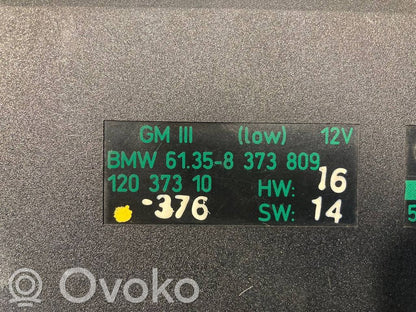 GM III (low) 12V
BMW 61.35-8 373 809
120 373 10 HW: 16
-376 SW: 14
5
Ovoko